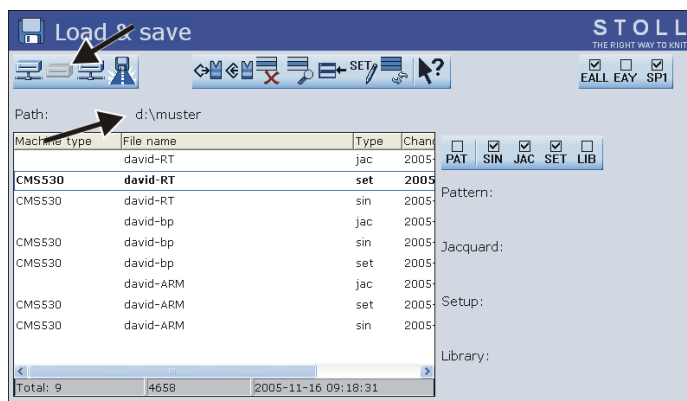 Load & save
STOLL
THE RIGHT WAY TO KNIT
SET
?
EALL EAY SP1
Path: d:\muster
Machine type File name Type Chan
david-RT jac 2005-
CMS530 david-RT set 2005
CMS530 david-RT sin 2005-
david-bp jac 2005-
CMS530 david-bp sin 2005-
CMS530 david-bp set 2005-
david-ARM jac 2005-
CMS530 david-ARM set 2005-
CMS530 david-ARM sin 2005-
Total: 9 4658 2005-11-16 09:18:31
PAT SIN JAC SET LIB
Pattern:
Jacquard:
Setup:
Library: